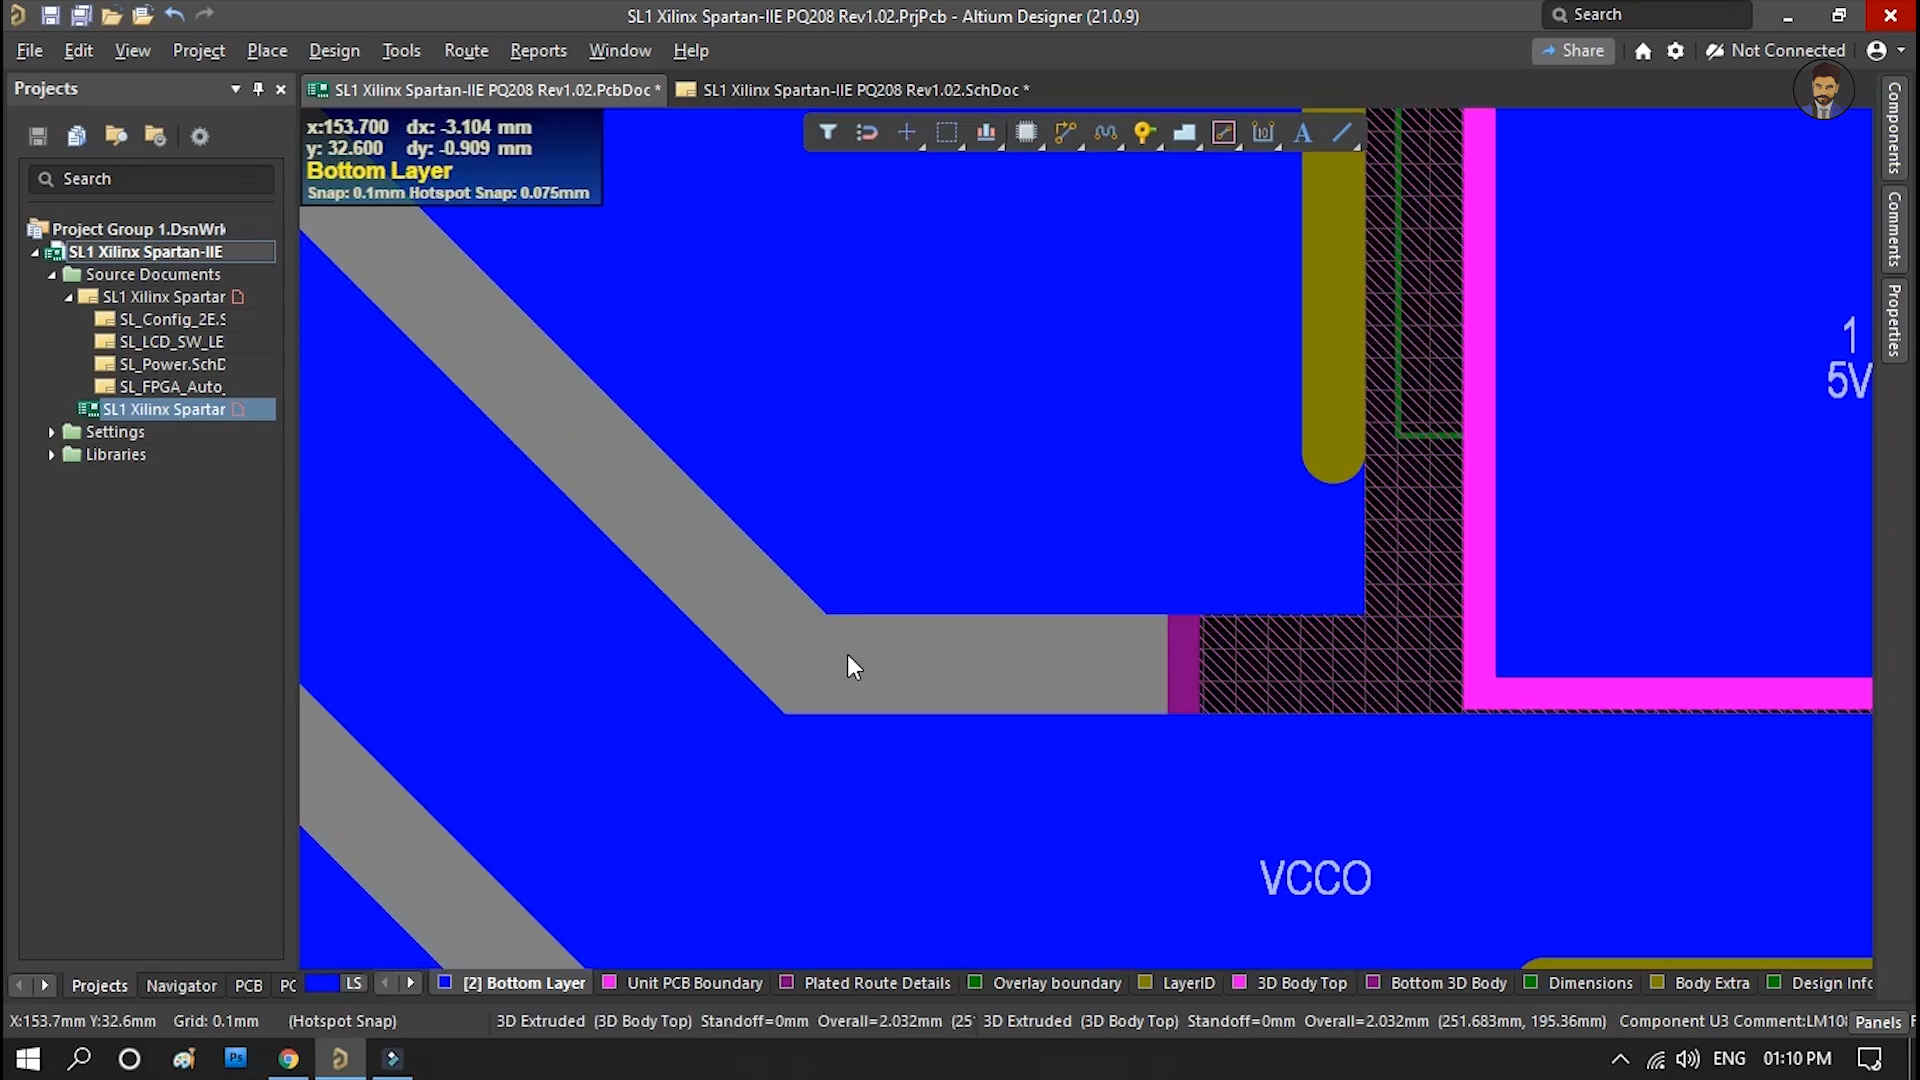 SL1 Xilinx Spartan-IIE PQ208 Rev1.02.PrjPcb - Altium Designer (21.0.9)
Search
File Edit View Project Place Design Tools Route Reports Window Help
Share
Not Connected
Projects
SL1 Xilinx Spartan-IIE PQ208 Rev1.02.PcbDoc *
SL1 Xilinx Spartan-IIE PQ208 Rev1.02.SchDoc *
x:153.700 dx: -3.104 mm
y: 32.600 dy: -0.909 mm
Bottom Layer
Snap: 0.1mm Hotspot Snap: 0.075mm
Search
Project Group 1.DsnWrk
SL1 Xilinx Spartan-IIE
Source Documents
SL1 Xilinx Spartar
SL_Config_2E.S
SL_LCD_SW_LE
SL_Power.SchD
SL_FPGA_Auto_
SL1 Xilinx Spartar
Settings
Libraries
Components
Comments
Properties
1
5V
VCCO
Projects Navigator PCB PC
LS
[2] Bottom Layer Unit PCB Boundary Plated Route Details Overlay boundary LayerID 3D Body Top Bottom 3D Body Dimensions Body Extra Design Info
X:153.7mm Y:32.6mm Grid: 0.1mm (Hotspot Snap) 3D Extruded (3D Body Top) Standoff=0mm Overall=2.032mm (25 3D Extruded (3D Body Top) Standoff=0mm Overall=2.032mm (251.683mm, 195.36mm) Component U3 Comment:LM108 Panels
Ps
ENG 01:10 PM